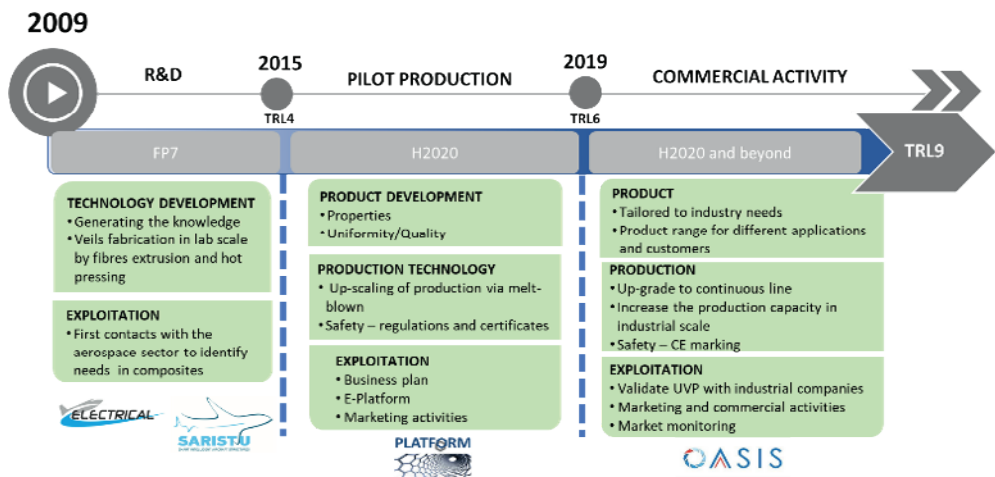 2009
R&D
2015
PILOT PRODUCTION
2019
COMMERCIAL ACTIVITY
TRL4
TRL6
FP7
H2020
H2020 and beyond
TRL9
TECHNOLOGY DEVELOPMENT
• Generating the knowledge
• Veils fabrication in lab scale
by fibres extrusion and hot
pressing
EXPLOITATION
• First contacts with the
aerospace sector to identify
needs in composites
ELECTRICAL
SARISTU
PRODUCT DEVELOPMENT
• Properties
• Uniformity/Quality
PRODUCTION TECHNOLOGY
• Up-scaling of production via melt-
blown
• Safety – regulations and certificates
EXPLOITATION
• Business plan
• E-Platform
• Marketing activities
PLATFORM
PRODUCT
• Tailored to industry needs
• Product range for different applications
and customers
PRODUCTION
• Up-grade to continuous line
• Increase the production capacity in
industrial scale
• Safety – CE marking
EXPLOITATION
• Validate UVP with industrial companies
• Marketing and commercial activities
• Market monitoring
OASIS